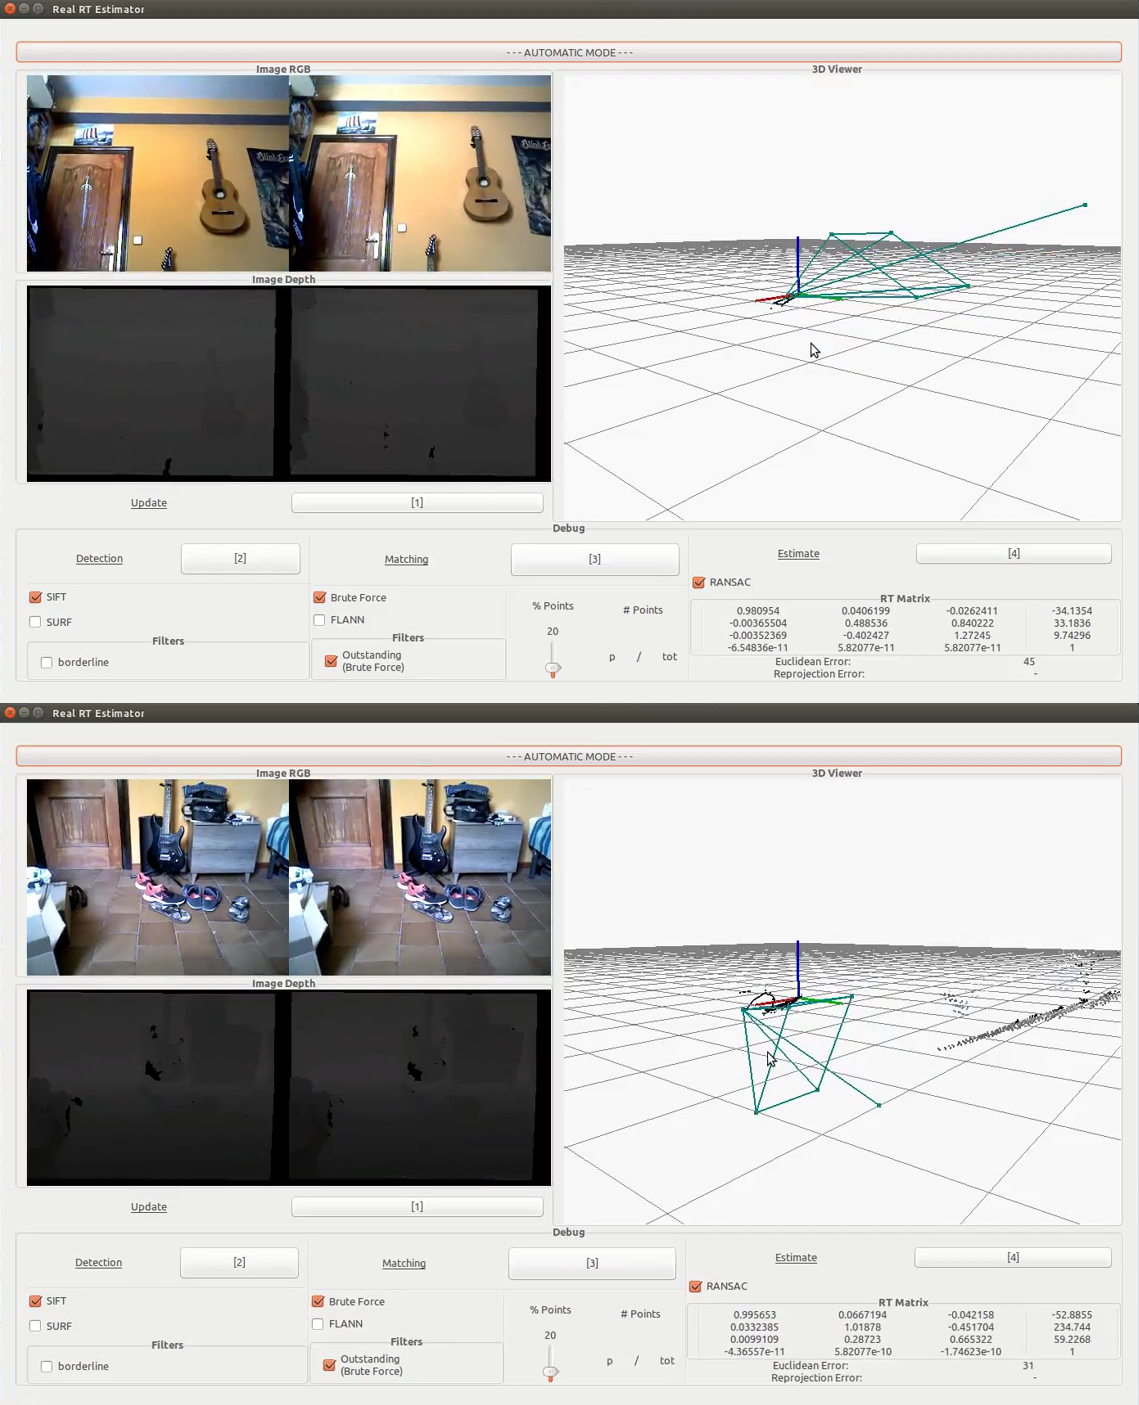 Real RT Estimator
- - - AUTOMATIC MODE - - -
Image RGB
3D Viewer
Image Depth
Update
[1]
Debug
Detection
[2]
SIFT
SURF
Filters
borderline
Matching
[3]
Brute Force
FLANN
Filters
Outstanding
(Brute Force)
% Points
20
# Points
p / tot
Estimate
[4]
RANSAC
RT Matrix
0.980954 0.0406199 -0.0262411 -34.1354
-0.00365504 0.488536 0.840222 33.1836
-0.00352369 -0.402427 1.27245 9.74296
-6.54836e-11 5.82077e-11 5.82077e-11 1
Euclidean Error: 45
Reprojection Error: -
Real RT Estimator
- - - AUTOMATIC MODE - - -
Image RGB
3D Viewer
Image Depth
Update
[1]
Debug
Detection
[2]
SIFT
SURF
Filters
borderline
Matching
[3]
Brute Force
FLANN
Filters
Outstanding
(Brute Force)
% Points
20
# Points
p / tot
Estimate
[4]
RANSAC
RT Matrix
0.995653 0.0667194 -0.042158 -52.8855
0.0332385 1.01878 -0.451704 234.744
0.0099109 0.28723 0.665322 59.2268
-4.36557e-11 5.82077e-10 -1.74623e-10 1
Euclidean Error: 31
Reprojection Error: -